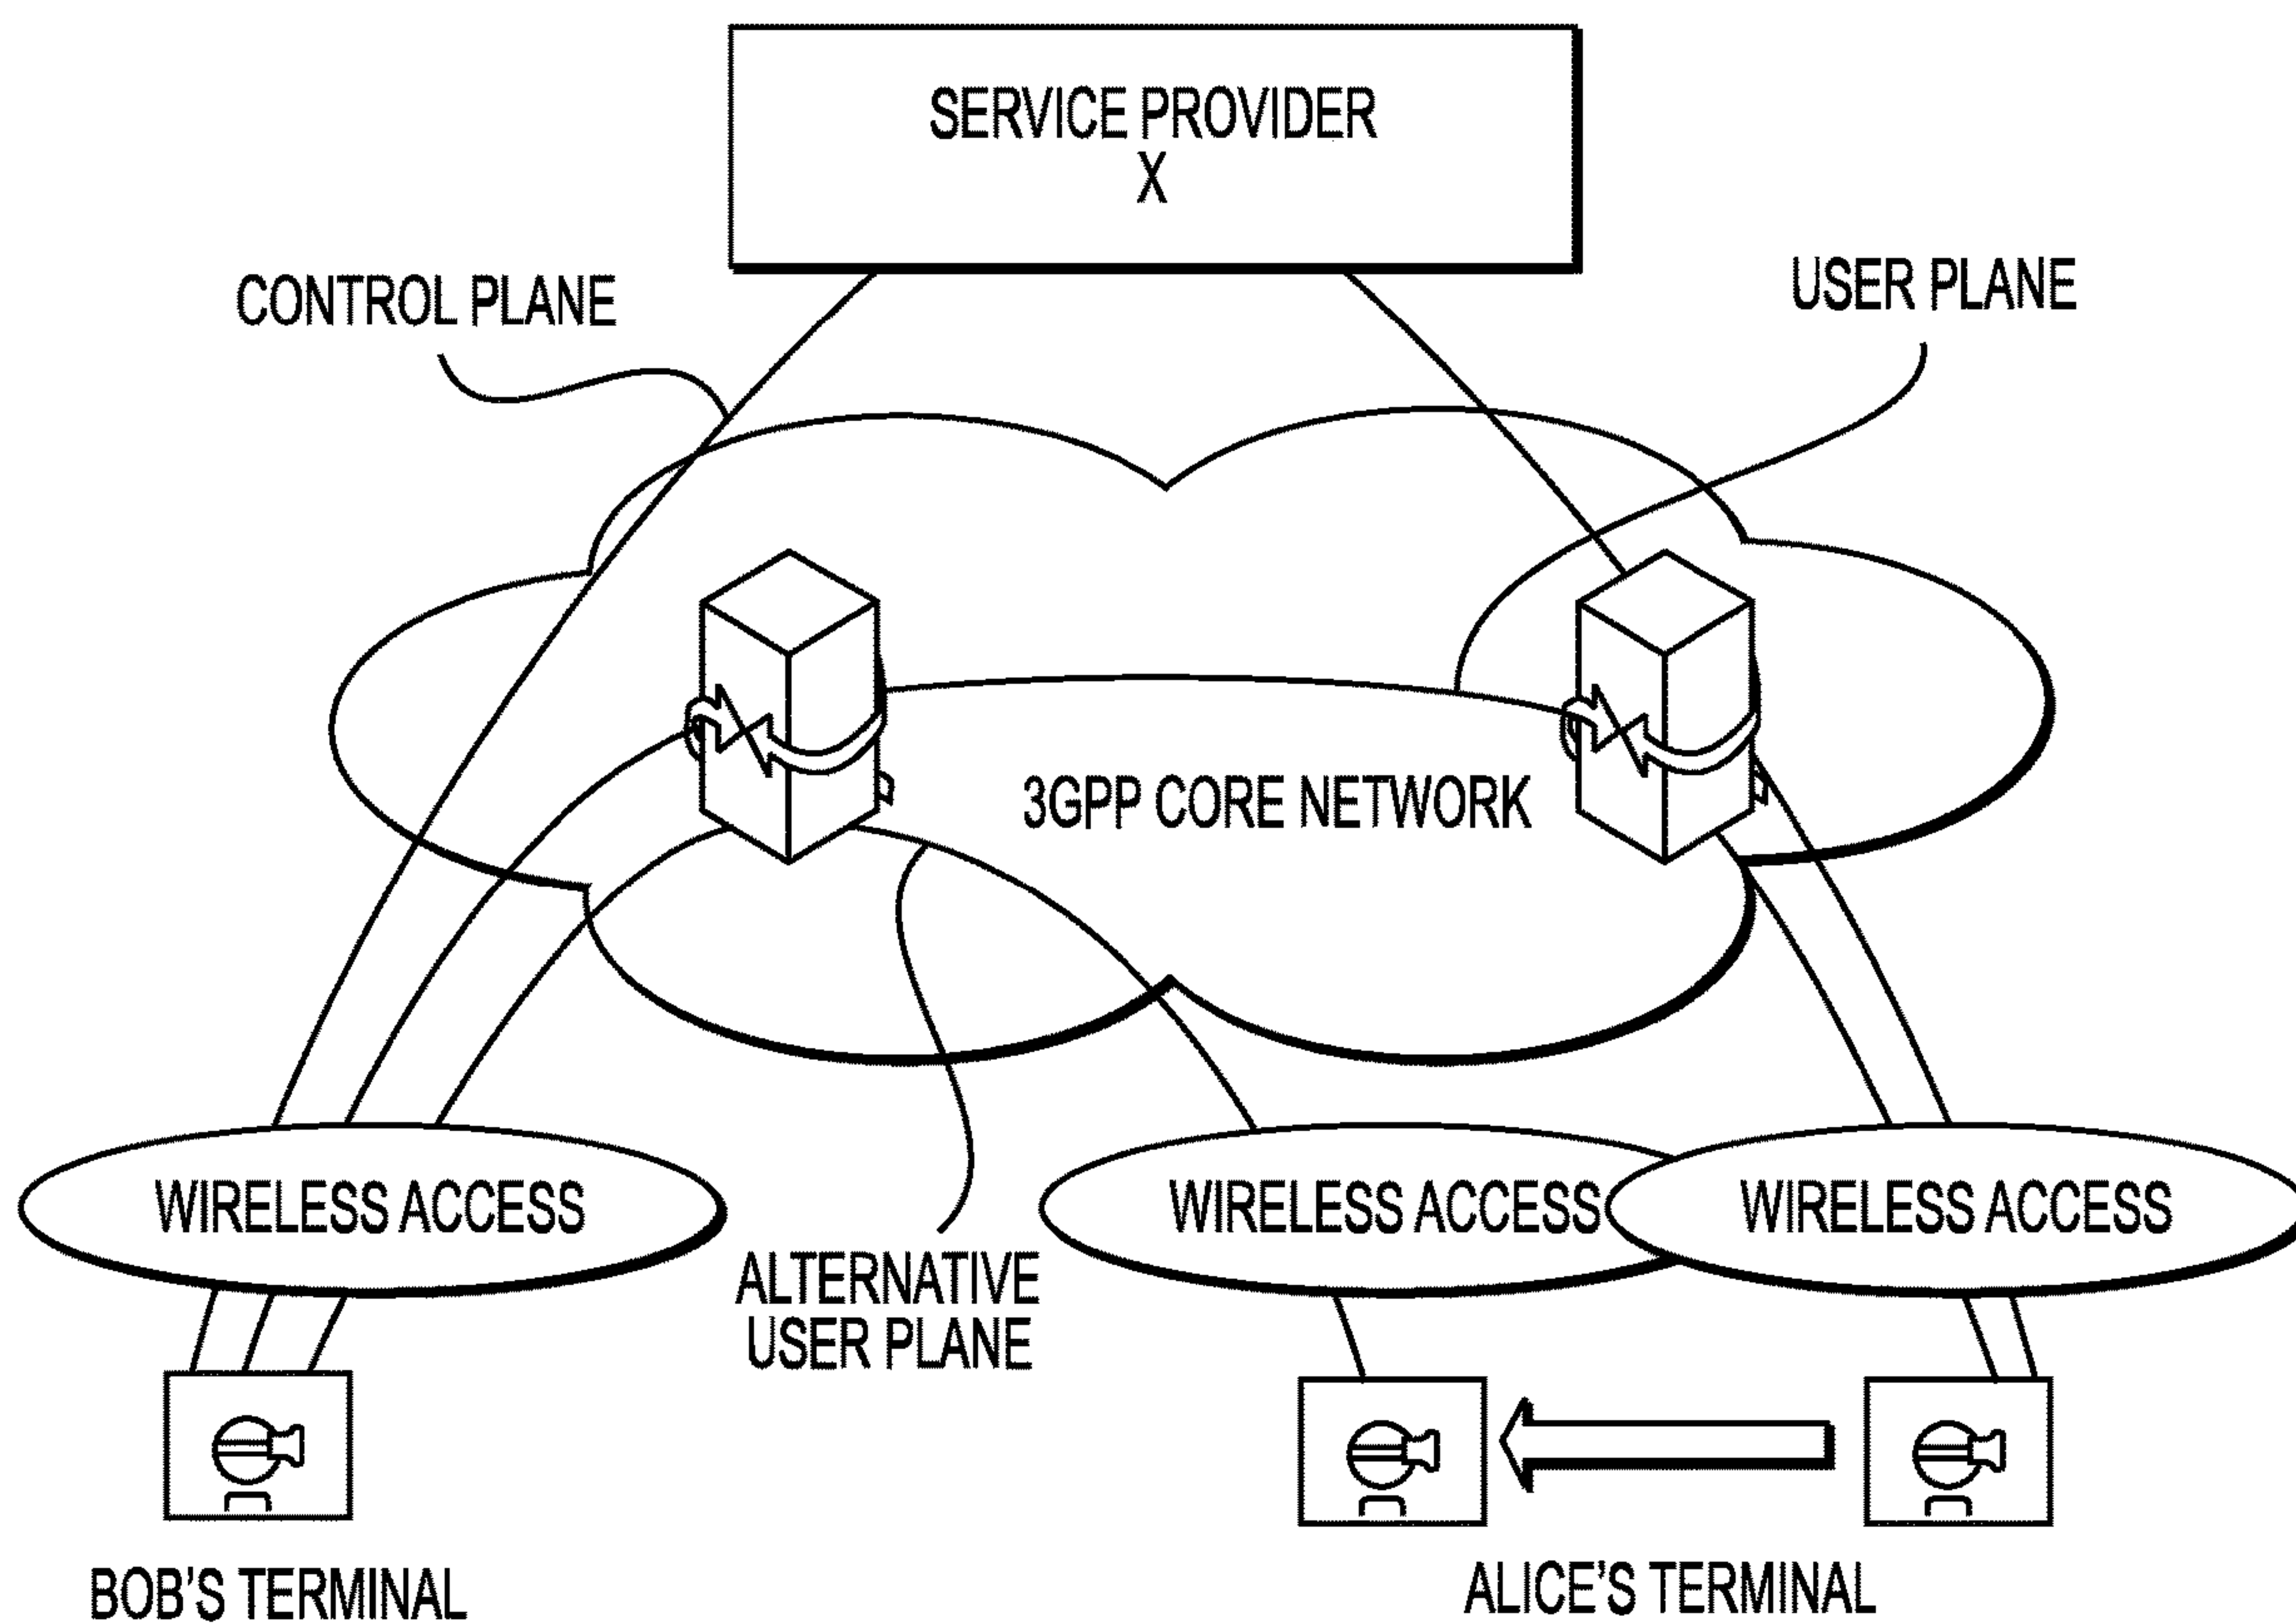 SERVICE PROVIDER
X
CONTROL PLANE
USER PLANE
3GPP CORE NETWORK
WIRELESS ACCESS
WIRELESS ACCESS
WIRELESS ACCESS
ALTERNATIVE
USER PLANE
BOB'S TERMINAL
ALICE'S TERMINAL